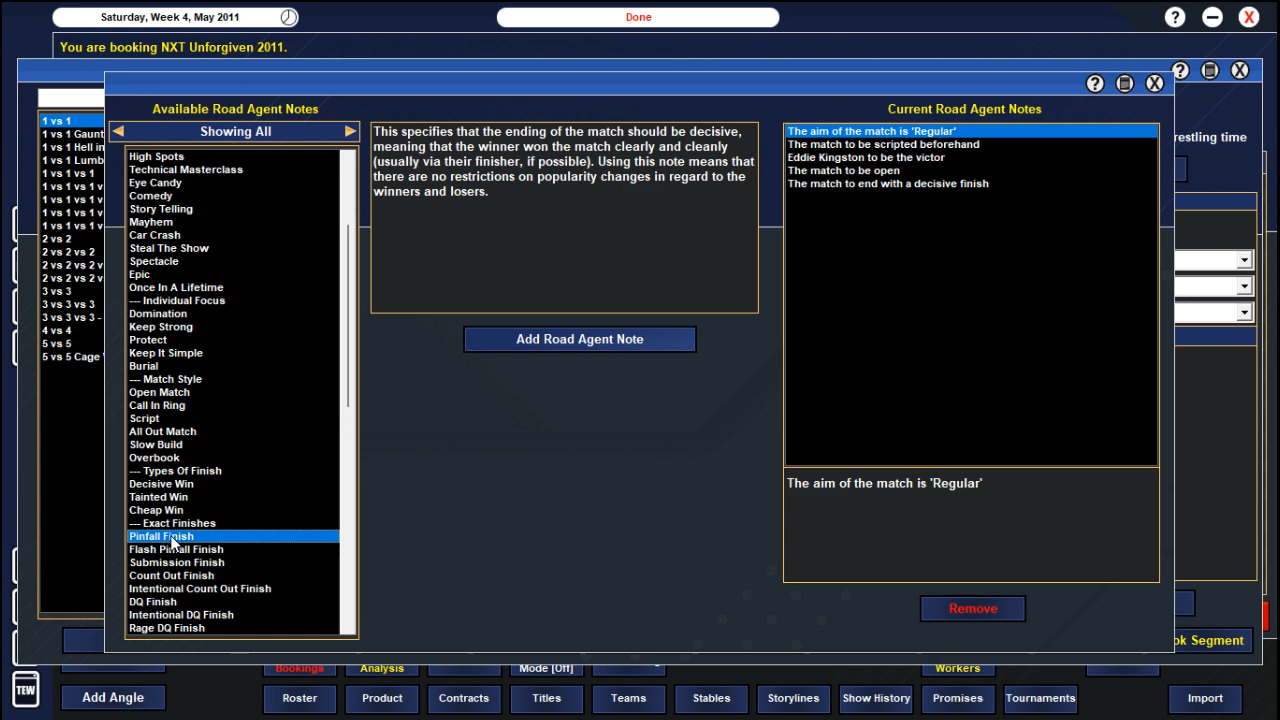 Saturday, Week 4, May 2011
Done
?
X
You are booking NXT Unforgiven 2011.
?
X
?
X
Available Road Agent Notes
Current Road Agent Notes
Showing All
1 vs 1
1 vs 1 Gaunt
1 vs 1 Hell in
1 vs 1 Lumb
1 vs 1 vs 1
1 vs 1 vs 1 v
1 vs 1 vs 1 v
1 vs 1 vs 1 v
1 vs 1 vs 1 v
2 vs 2
2 vs 2 vs 2
2 vs 2 vs 2 v
2 vs 2 vs 2 v
3 vs 3
3 vs 3 vs 3
3 vs 3 vs 3 -
4 vs 4
5 vs 5
5 vs 5 Cage
High Spots
Technical Masterclass
Eye Candy
Comedy
Story Telling
Mayhem
Car Crash
Steal The Show
Spectacle
Epic
Once In A Lifetime
--- Individual Focus
Domination
Keep Strong
Protect
Keep It Simple
Burial
--- Match Style
Open Match
Call In Ring
Script
All Out Match
Slow Build
Overbook
--- Types Of Finish
Decisive Win
Tainted Win
Cheap Win
--- Exact Finishes
Pinfall Finish
Flash Pinfall Finish
Submission Finish
Count Out Finish
Intentional Count Out Finish
DQ Finish
Intentional DQ Finish
Rage DQ Finish
This specifies that the ending of the match should be decisive,
meaning that the winner won the match clearly and cleanly
(usually via their finisher, if possible). Using this note means that
there are no restrictions on popularity changes in regard to the
winners and losers.
Add Road Agent Note
The aim of the match is 'Regular'
The match to be scripted beforehand
Eddie Kingston to be the victor
The match to be open
The match to end with a decisive finish
The aim of the match is 'Regular'
Remove
restling time
ok Segment
Bookings
Analysis
Mode [Off]
Workers
TEW
Add Angle
Roster
Product
Contracts
Titles
Teams
Stables
Storylines
Show History
Promises
Tournaments
Import